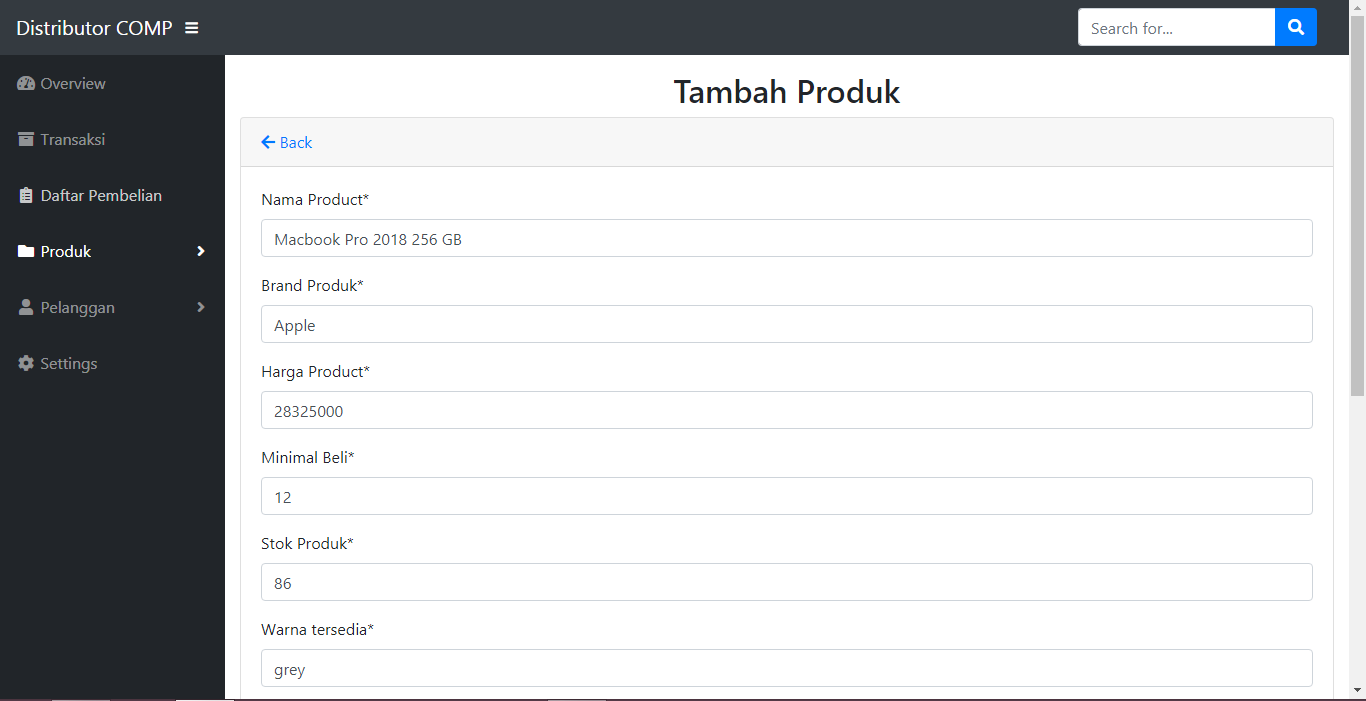 Distributor COMP
Search for...
Overview
Transaksi
Daftar Pembelian
Produk
Pelanggan
Settings
Tambah Produk
Back
Nama Product*
Macbook Pro 2018 256 GB
Brand Produk*
Apple
Harga Product*
28325000
Minimal Beli*
12
Stok Produk*
86
Warna tersedia*
grey